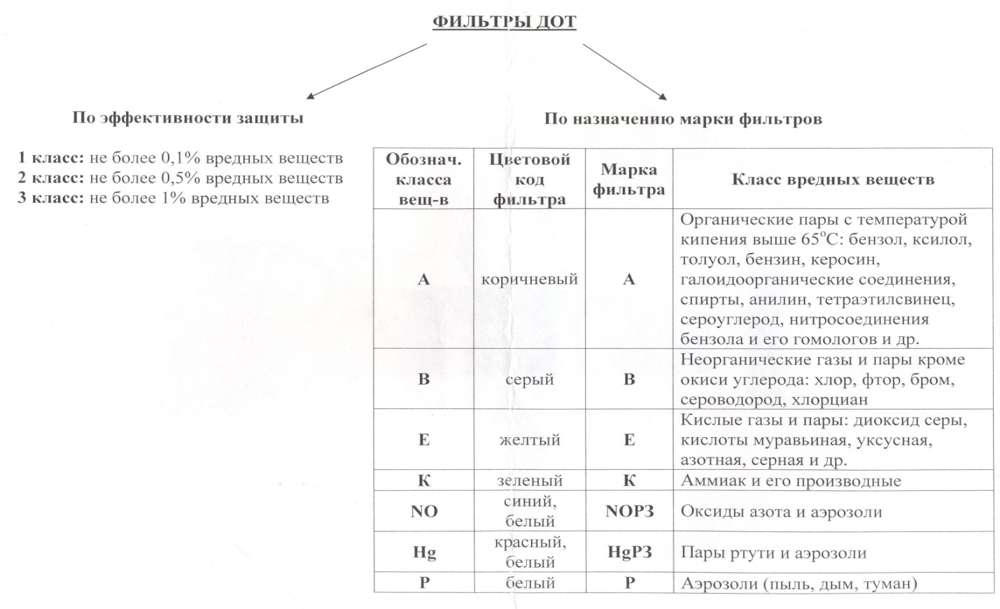 ФИЛЬТРЫ ДОТ
По эффективности защиты
1 класс: не более 0,1% вредных веществ
2 класс: не более 0,5% вредных веществ
3 класс: не более 1% вредных веществ
По назначению марки фильтров
Обознач.
класса
вещ-в
Цветовой
код
фильтра
Марка
фильтра
Класс вредных веществ
А
коричневый
А
Органические пары с температурой
кипения выше 65°С: бензол, ксилол,
толуол, бензин, керосин,
галоидоорганические соединения,
спирты, анилин, тетраэтилсвинец,
сероуглерод, нитросоединения
бензола и его гомологов и др.
В
серый
В
Неорганические газы и пары кроме
окиси углерода: хлор, фтор, бром,
сероводород, хлорциан
Е
желтый
Е
Кислые газы и пары: диоксид серы,
кислоты муравьиная, уксусная,
азотная, серная и др.
К
зеленый
К
Аммиак и его производные
NO
синий,
белый
NOP3
Оксиды азота и аэрозоли
Hg
красный,
белый
HgP3
Пары ртути и аэрозоли
Р
белый
Р
Аэрозоли (пыль, дым, туман)